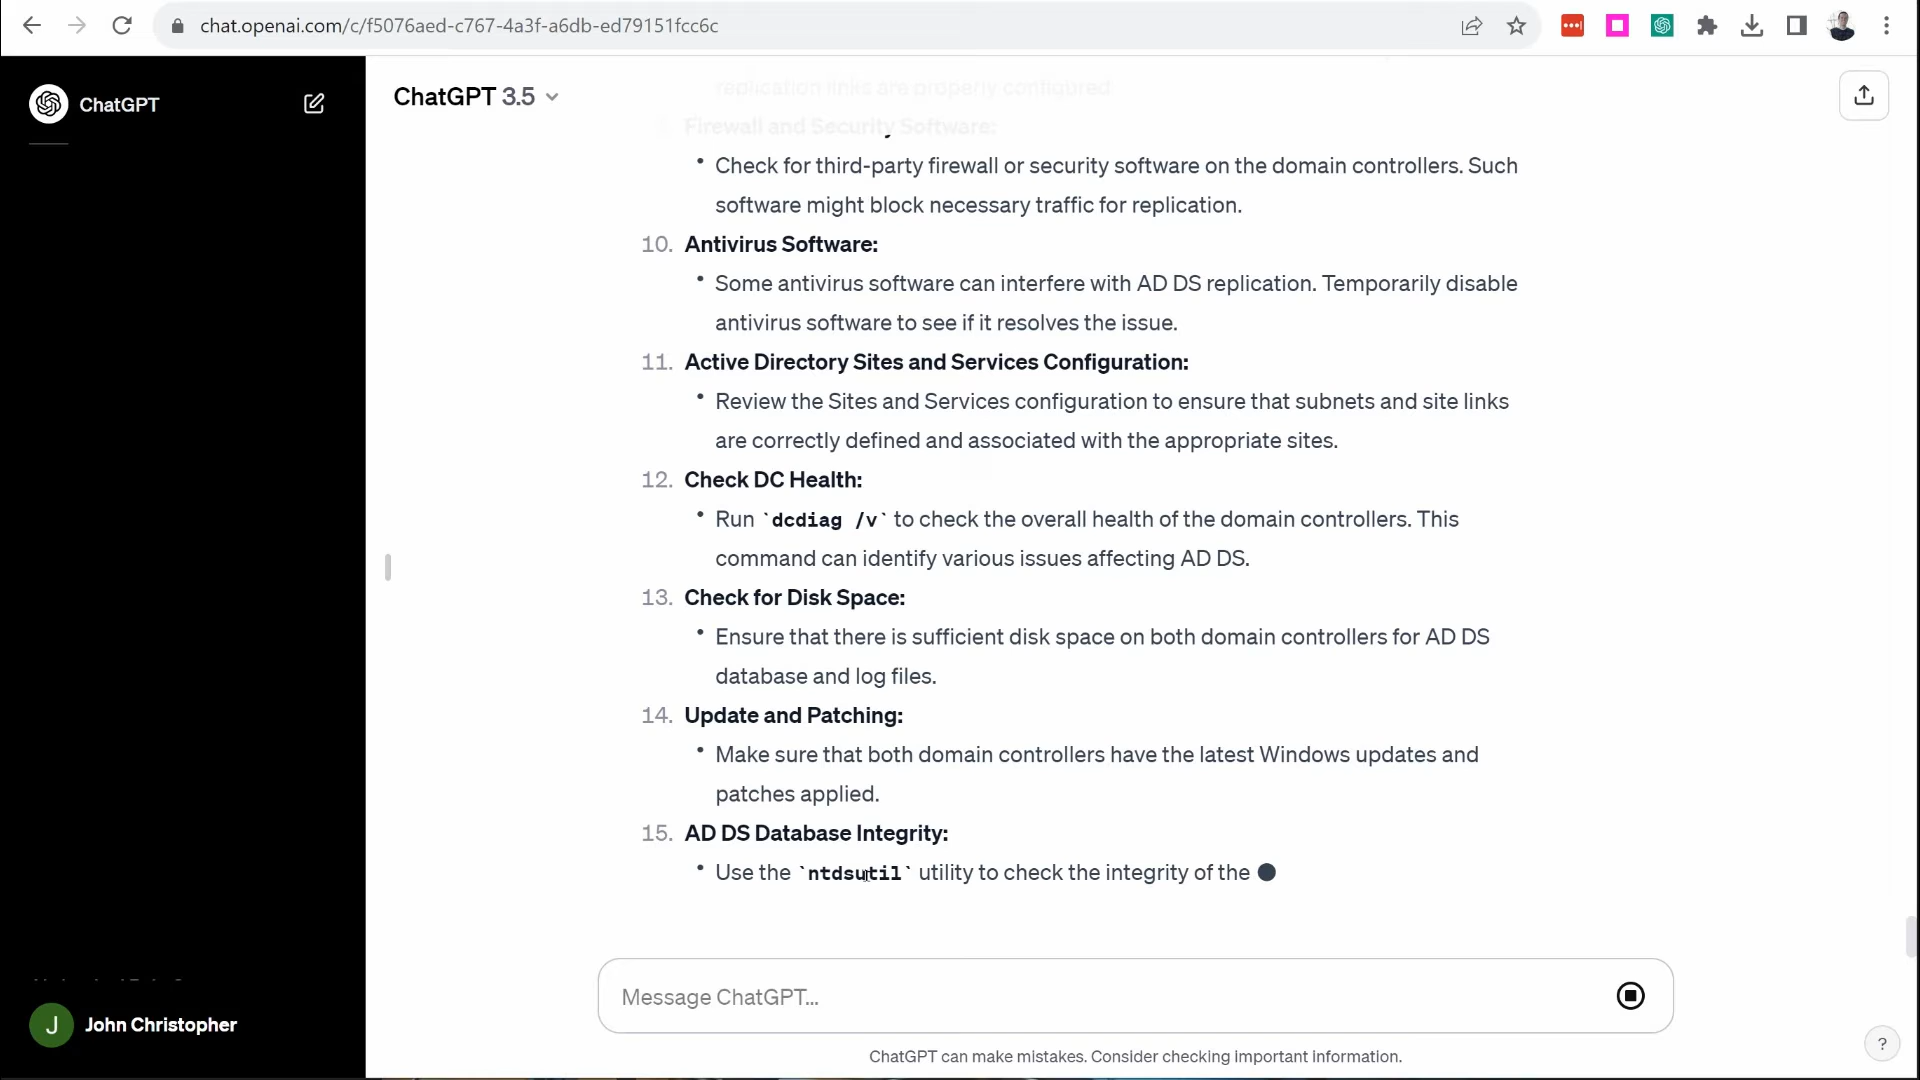 chat.openai.com/c/f5076aed-c767-4a3f-a6db-ed79151fcc6c
ChatGPT
ChatGPT 3.5
replication links are properly configured.
Firewall and Security Software:
• Check for third-party firewall or security software on the domain controllers. Such
software might block necessary traffic for replication.
10. Antivirus Software:
• Some antivirus software can interfere with AD DS replication. Temporarily disable
antivirus software to see if it resolves the issue.
11. Active Directory Sites and Services Configuration:
• Review the Sites and Services configuration to ensure that subnets and site links
are correctly defined and associated with the appropriate sites.
12. Check DC Health:
• Run `dcdiag /v` to check the overall health of the domain controllers. This
command can identify various issues affecting AD DS.
13. Check for Disk Space:
• Ensure that there is sufficient disk space on both domain controllers for AD DS
database and log files.
14. Update and Patching:
• Make sure that both domain controllers have the latest Windows updates and
patches applied.
15. AD DS Database Integrity:
• Use the `ntdsutil` utility to check the integrity of the
Message ChatGPT...
J John Christopher
ChatGPT can make mistakes. Consider checking important information.
?